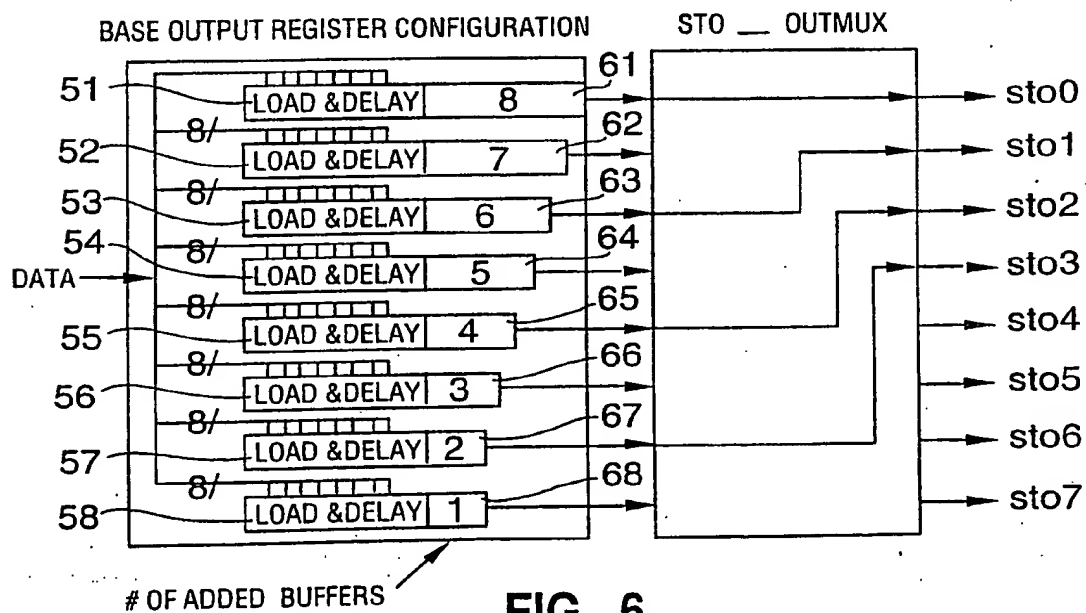 BASE OUTPUT REGISTER CONFIGURATION
STO __ OUTMUX
51 LOAD &DELAY 8 61 sto0
8/
52 LOAD &DELAY 7 62 sto1
8/
53 LOAD &DELAY 6 63 sto2
8/
54 LOAD &DELAY 5 64 sto3
DATA
8/
55 LOAD &DELAY 4 65 sto4
8/
56 LOAD &DELAY 3 66 sto5
8/
57 LOAD &DELAY 2 67 sto6
8/
58 LOAD &DELAY 1 68 sto7
# OF ADDED BUFFERS
FIG. 6